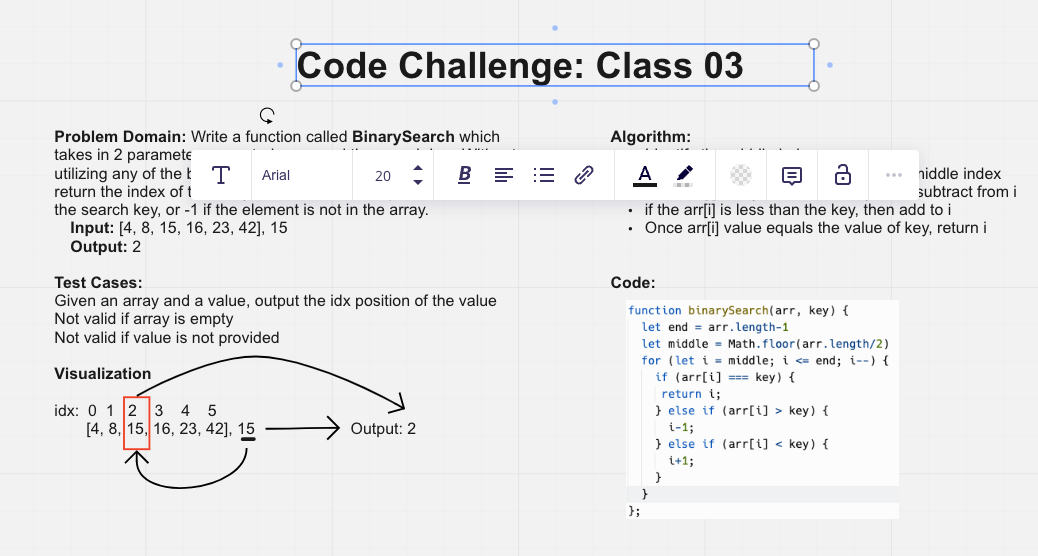 Code Challenge: Class 03
Problem Domain: Write a function called BinarySearch which
takes in 2 paramete
utilizing any of the b
return the index of t
the search key, or -1 if the element is not in the array.
Input: [4, 8, 15, 16, 23, 42], 15
Output: 2
Test Cases:
Given an array and a value, output the idx position of the value
Not valid if array is empty
Not valid if value is not provided
Visualization
idx: 0 1 2 3 4 5
[4, 8, 15, 16, 23, 42], 15
Output: 2
T Arial 20 B A
Algorithm:
middle index
subtract from i
• if the arr[i] is less than the key, then add to i
• Once arr[i] value equals the value of key, return i
Code:
function binarySearch(arr, key) {
let end = arr.length-1
let middle = Math.floor(arr.length/2)
for (let i = middle; i <= end; i--) {
if (arr[i] === key) {
return i;
} else if (arr[i] > key) {
i-1;
} else if (arr[i] < key) {
i+1;
}
}
};